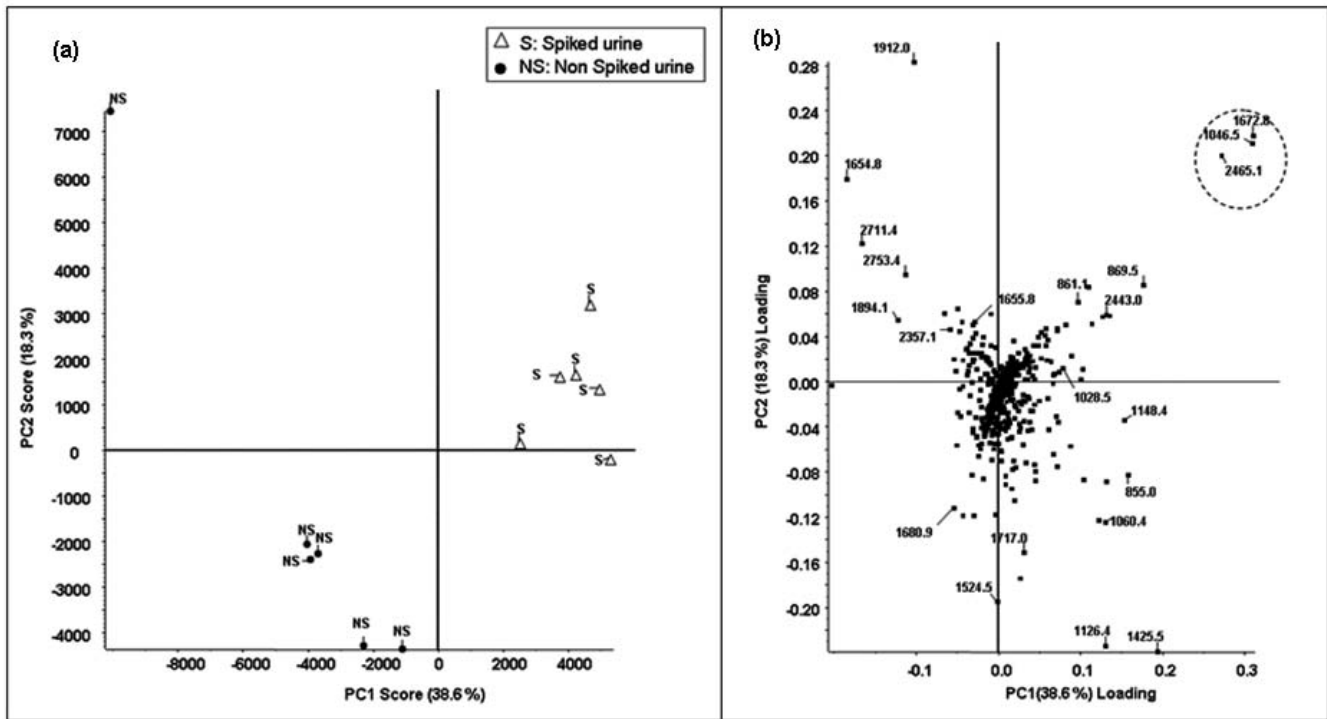 (a)
S: Spiked urine
NS: Non Spiked urine
NS
S
S
S
S
S
S
NS
NS
NS
NS
NS
7000
6000
5000
4000
3000
2000
1000
0
-1000
-2000
-3000
-4000
PC2 Score (18.3 %)
-8000
-6000
-4000
-2000
0
2000
4000
PC1 Score (38.6 %)
(b)
0.28
0.24
0.20
0.16
0.12
0.08
0.04
0.00
-0.04
-0.08
-0.12
-0.16
-0.20
PC2 (18.3 %) Loading
1912.0
1672.8
1046.5
2465.1
1654.8
2711.4
2753.4
1894.1
2357.1
1655.8
861.1
869.5
2443.0
1028.5
1148.4
855.0
1060.4
1680.9
1717.0
1524.5
1126.4
1425.5
-0.1
0.0
0.1
0.2
0.3
PC1(38.6 %) Loading